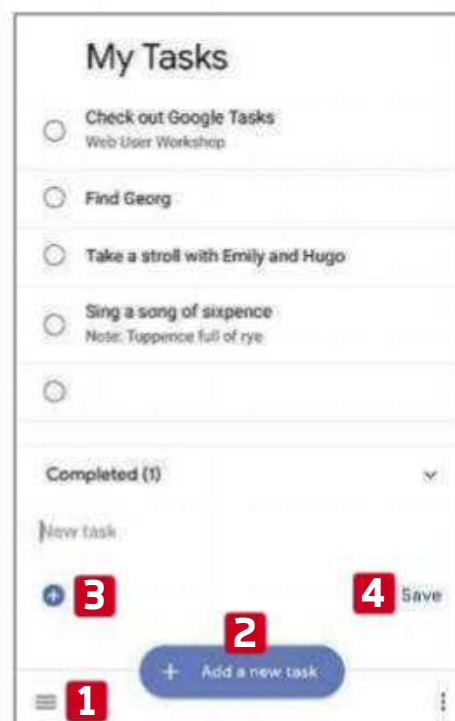 My Tasks
Check out Google Tasks
Web User Workshop
Find Georg
Take a stroll with Emily and Hugo
Sing a song of sixpence
Note: Tuppence full of rye
Completed (1)
New task
3
4 Save
2
+ Add a new task
1